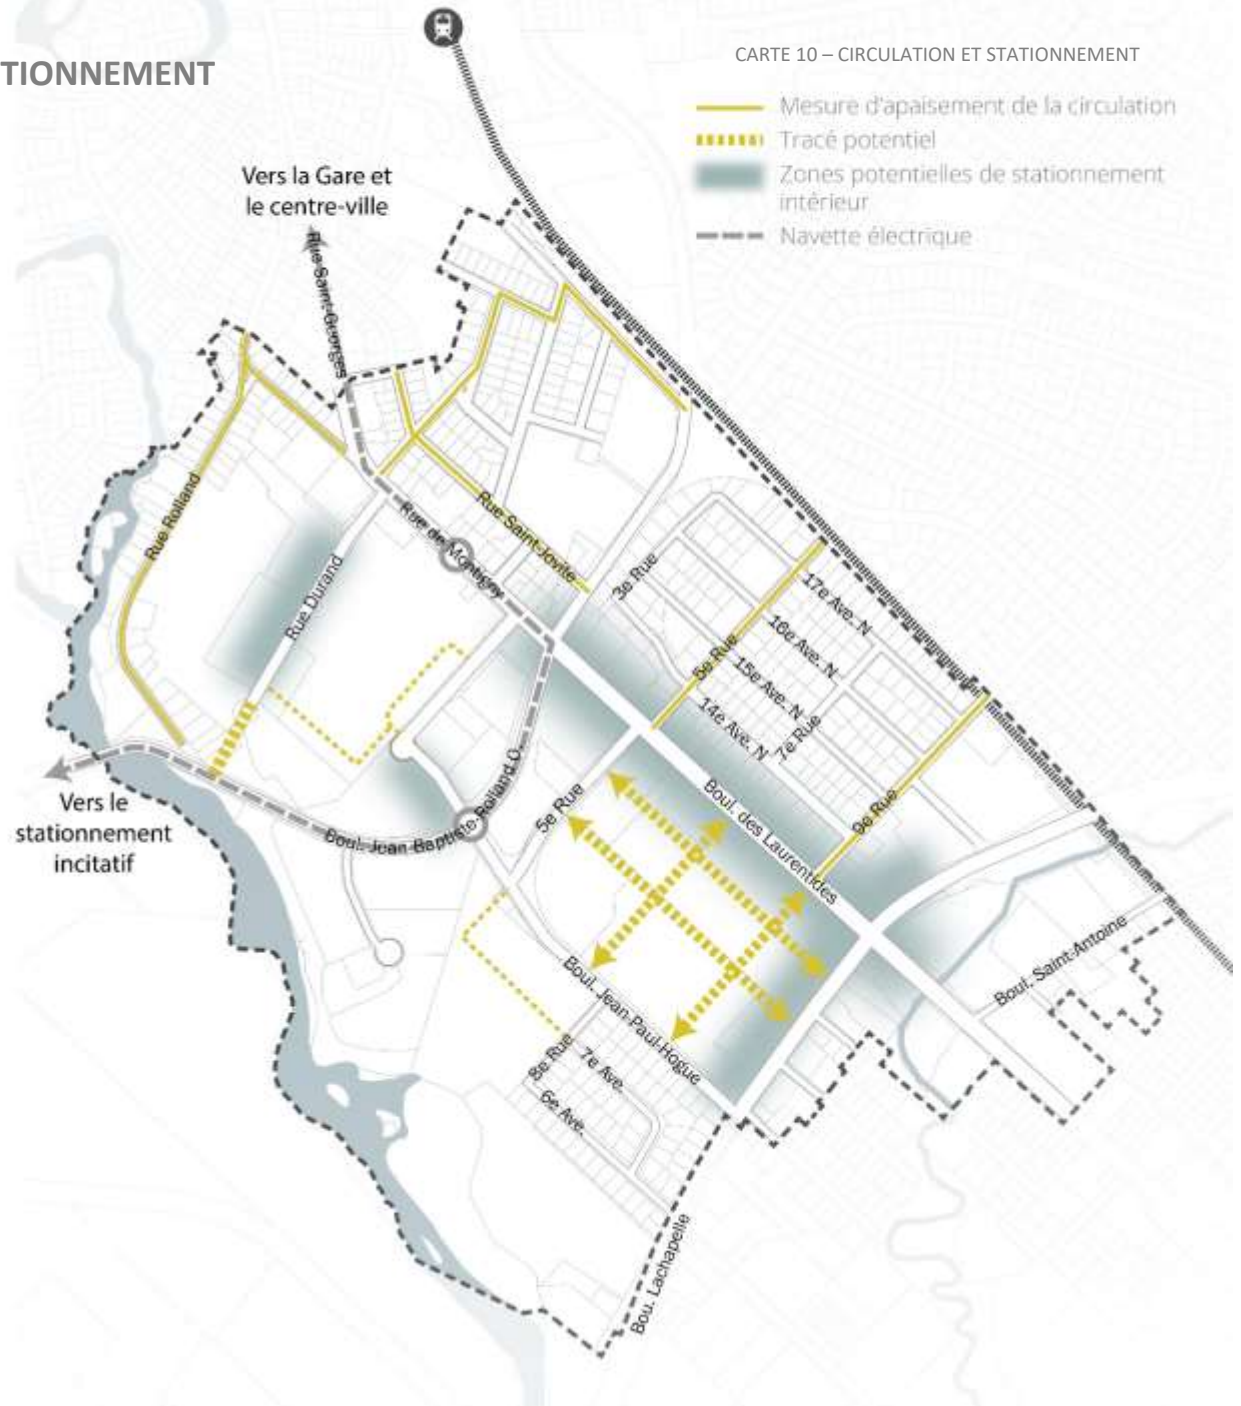 TIONNEMENT
CARTE 10 – CIRCULATION ET STATIONNEMENT
Mesure d'apaisement de la circulation
Tracé potentiel
Zones potentielles de stationnement
intérieur
Navette électrique
Vers la Gare et
le centre-ville
Rue Saint-Georges
Rue Rolland
Rue de Montigny
Rue Saint-Jovite
Rue Durand
3e Rue
17e Ave. N
16e Ave. N
5e Rue
15e Ave. N
14e Ave. N
7e Rue
Vers le
stationnement
incitatif
Boul. Jean-Baptiste-Rolland O.
5e Rue
Boul. des Laurentides
9e Rue
Boul. Saint-Antoine
Boul. Jean-Paul-Hogue
8e Rue
7e Ave.
6e Ave.
Bou. Lachapelle